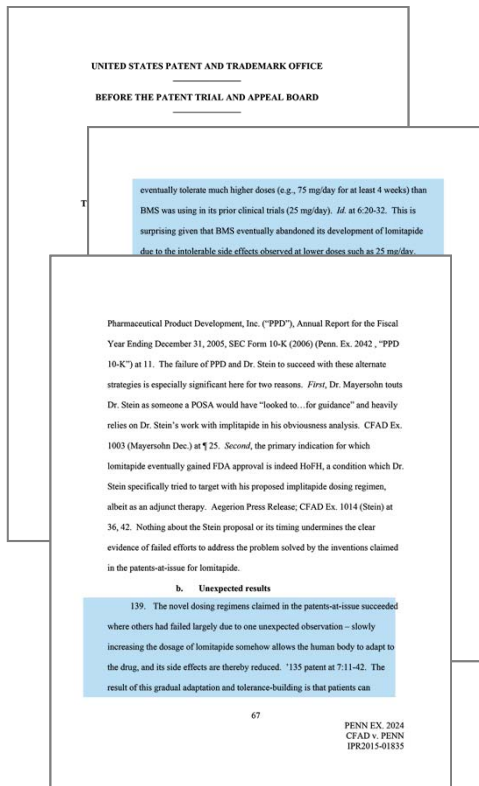 UNITED STATES PATENT AND TRADEMARK OFFICE
BEFORE THE PATENT TRIAL AND APPEAL BOARD
T
eventually tolerate much higher doses (e.g., 75 mg/day for at least 4 weeks) than
BMS was using in its prior clinical trials (25 mg/day). Id. at 6:20-32. This is
surprising given that BMS eventually abandoned its development of lomitapide
due to the intolerable side effects observed at lower doses such as 25 mg/day.
Pharmaceutical Product Development, Inc. (“PPD”), Annual Report for the Fiscal
Year Ending December 31, 2005, SEC Form 10-K (2006) (Penn. Ex. 2042 , “PPD
10-K”) at 11. The failure of PPD and Dr. Stein to succeed with these alternate
strategies is especially significant here for two reasons. First, Dr. Mayersohn touts
Dr. Stein as someone a POSA would have “looked to…for guidance” and heavily
relies on Dr. Stein’s work with implitapide in his obviousness analysis. CFAD Ex.
1003 (Mayersohn Dec.) at ¶ 25. Second, the primary indication for which
lomitapide eventually gained FDA approval is indeed HoFH, a condition which Dr.
Stein specifically tried to target with his proposed implitapide dosing regimen,
albeit as an adjunct therapy. Aegerion Press Release; CFAD Ex. 1014 (Stein) at
36, 42. Nothing about the Stein proposal or its timing undermines the clear
evidence of failed efforts to address the problem solved by the inventions claimed
in the patents-at-issue for lomitapide.
b. Unexpected results
139. The novel dosing regimens claimed in the patents-at-issue succeeded
where others had failed largely due to one unexpected observation – slowly
increasing the dosage of lomitapide somehow allows the human body to adapt to
the drug, and its side effects are thereby reduced. ’135 patent at 7:11-42. The
result of this gradual adaptation and tolerance-building is that patients can
67
PENN EX. 2024
CFAD v. PENN
IPR2015-01835